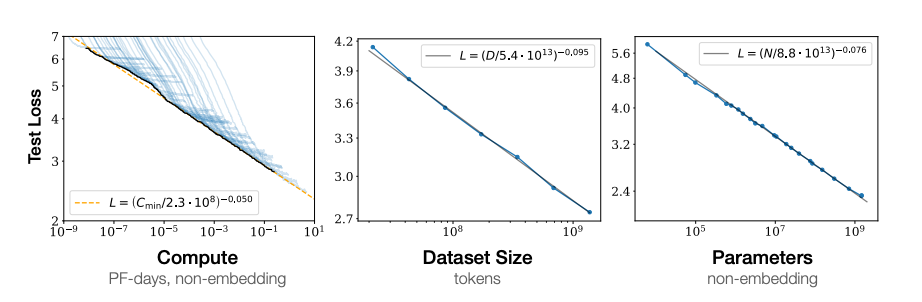 Test Loss
7
6
5
4
3
2
L = (C_min/2.3 · 10^8)^−0.050
10^−9
10^−7
10^−5
10^−3
10^−1
10^1
Compute
PF-days, non-embedding
4.2
3.9
3.6
3.3
3.0
2.7
L = (D/5.4 · 10^13)^−0.095
10^8
10^9
Dataset Size
tokens
5.6
4.8
4.0
3.2
2.4
L = (N/8.8 · 10^13)^−0.076
10^5
10^7
10^9
Parameters
non-embedding